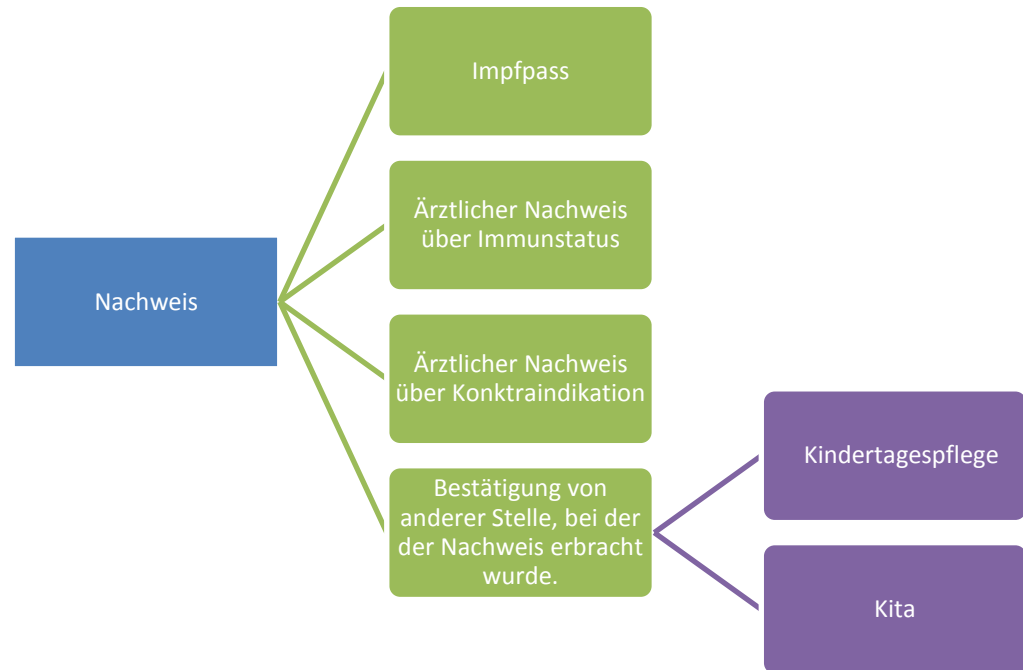 Impfpass
Ärztlicher Nachweis
über Immunstatus
Nachweis
Ärztlicher Nachweis
über Konktraindikation
Kindertagespflege
Bestätigung von
anderer Stelle, bei der
der Nachweis erbracht
wurde.
Kita